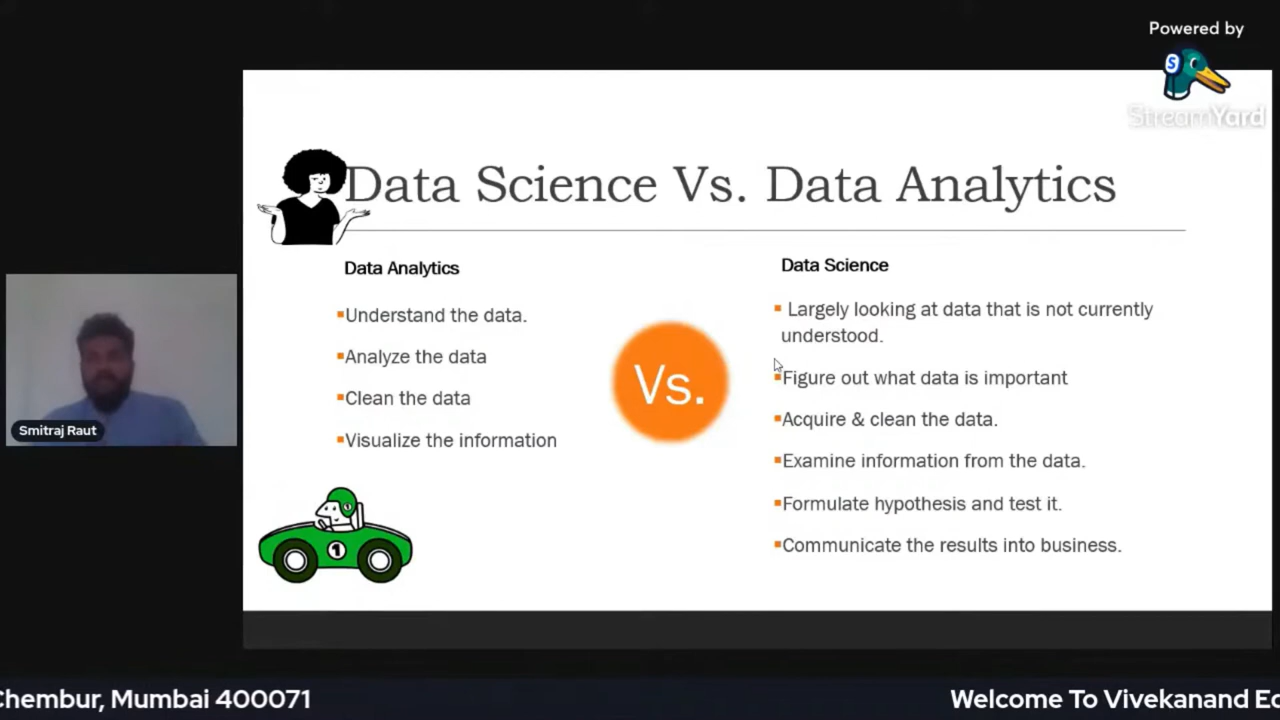 Powered by
StreamYard
Data Science Vs. Data Analytics
Data Analytics
▪Understand the data.
▪Analyze the data
▪Clean the data
▪Visualize the information
Vs.
Data Science
▪ Largely looking at data that is not currently
understood.
▪Figure out what data is important
▪Acquire & clean the data.
▪Examine information from the data.
▪Formulate hypothesis and test it.
▪Communicate the results into business.
Smitraj Raut
1
Chembur, Mumbai 400071
Welcome To Vivekanand Ed